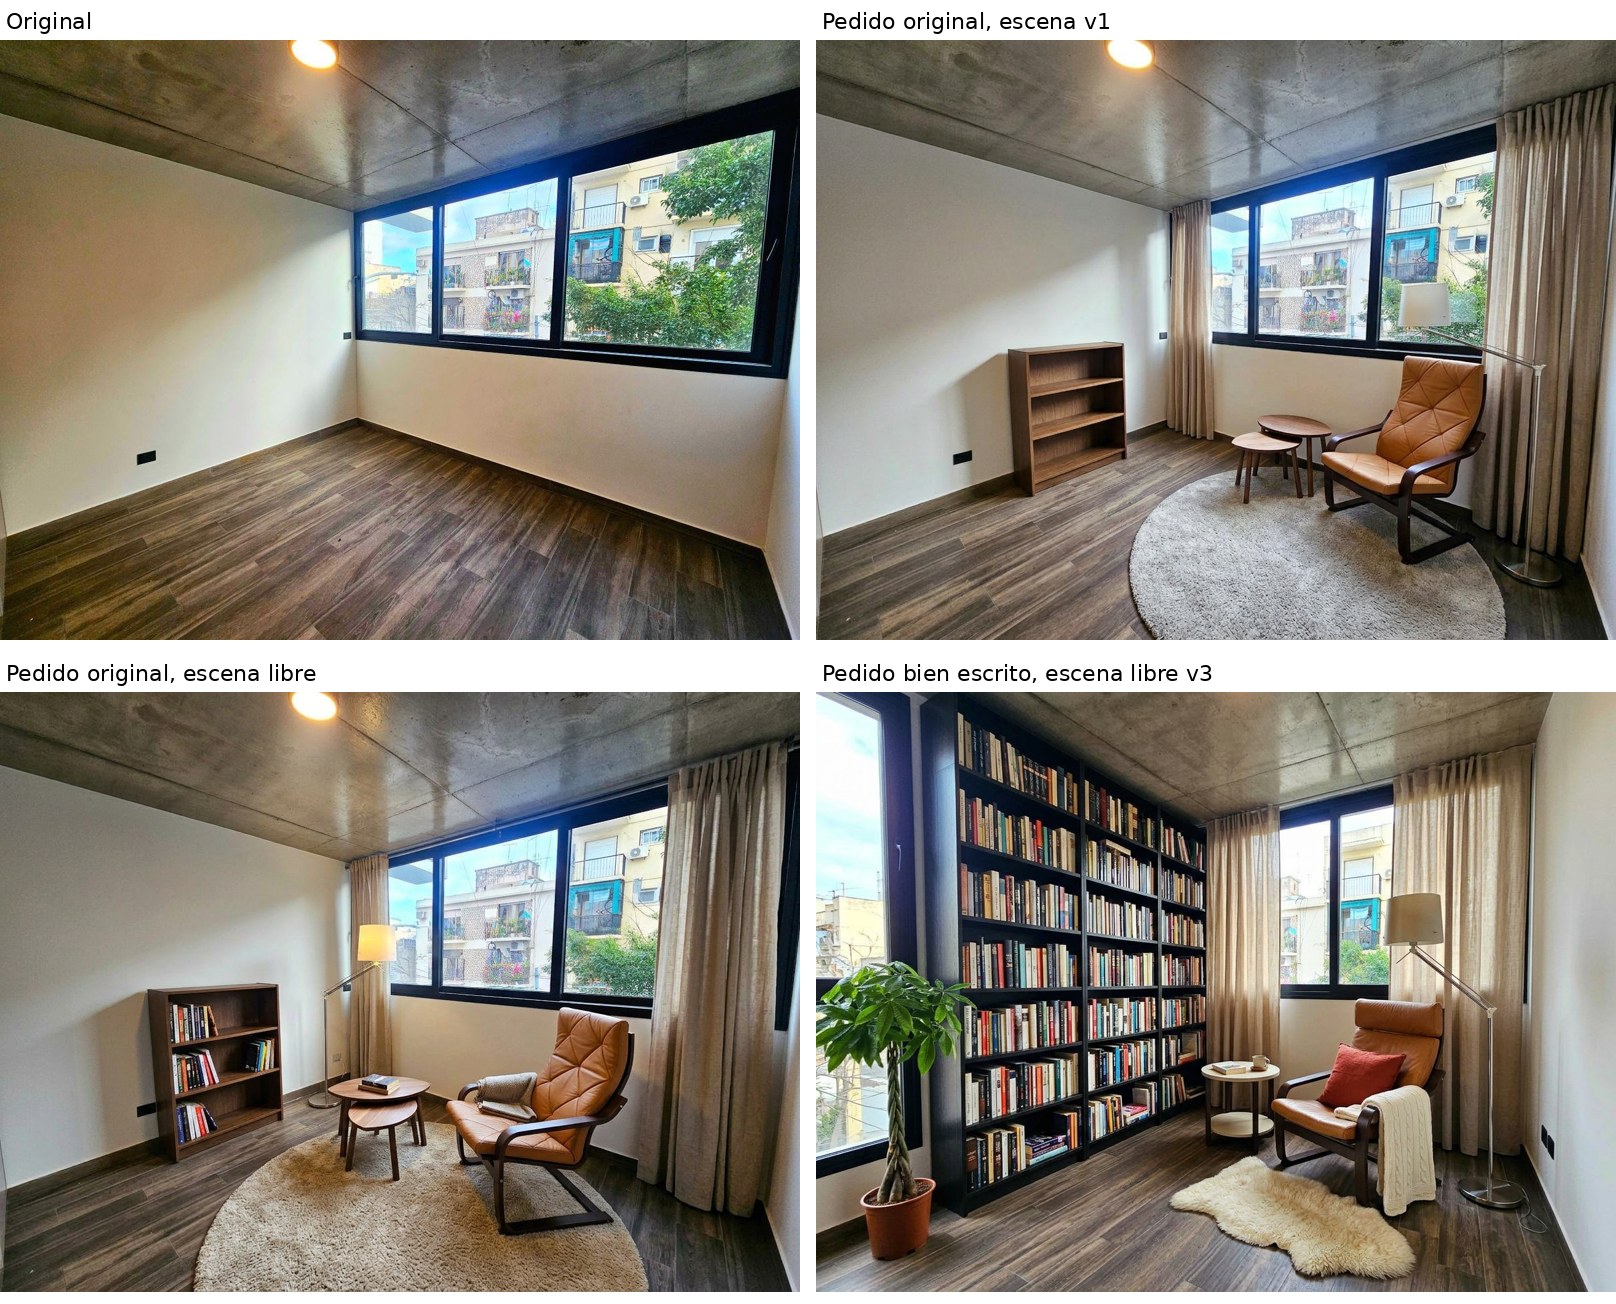 Original
Pedido original, escena v1
Pedido original, escena libre
Pedido bien escrito, escena libre v3